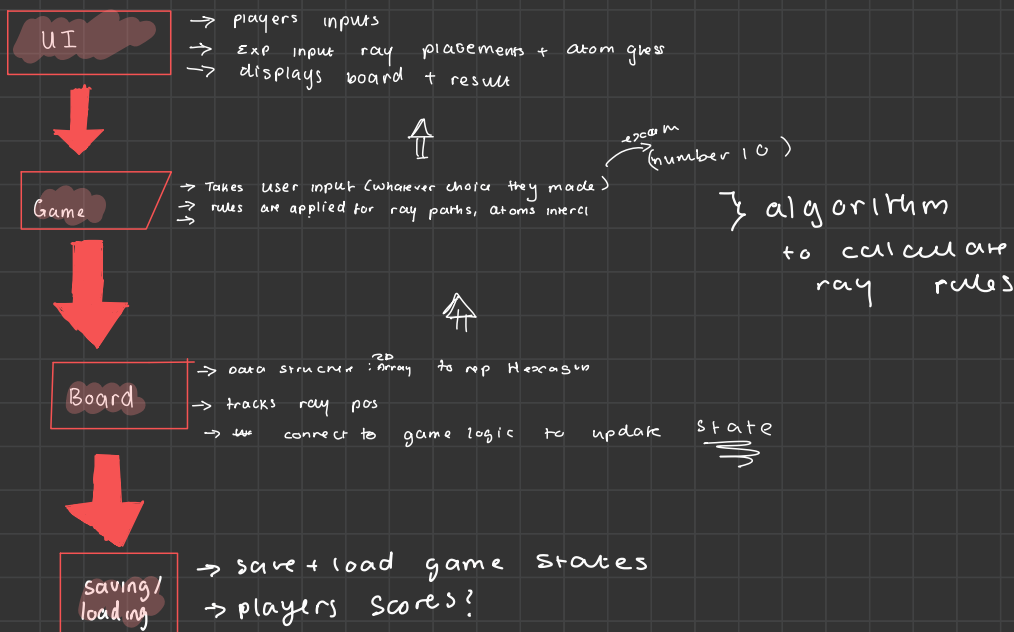 UI
→ players inputs
→ Exp input ray placements + atom guess
→ displays board + result
Game
→ Takes user input (whatever choice they made)
(number 10)
→ rules are applied for ray paths, atoms
→
} algorithm
to calculate
ray rules
Board
→ Data structure : 2D Array to rep Hexagon
→ tracks ray pos
→ connect to game logic to update state
saving/
loading
→ save + load game states
→ players scores?